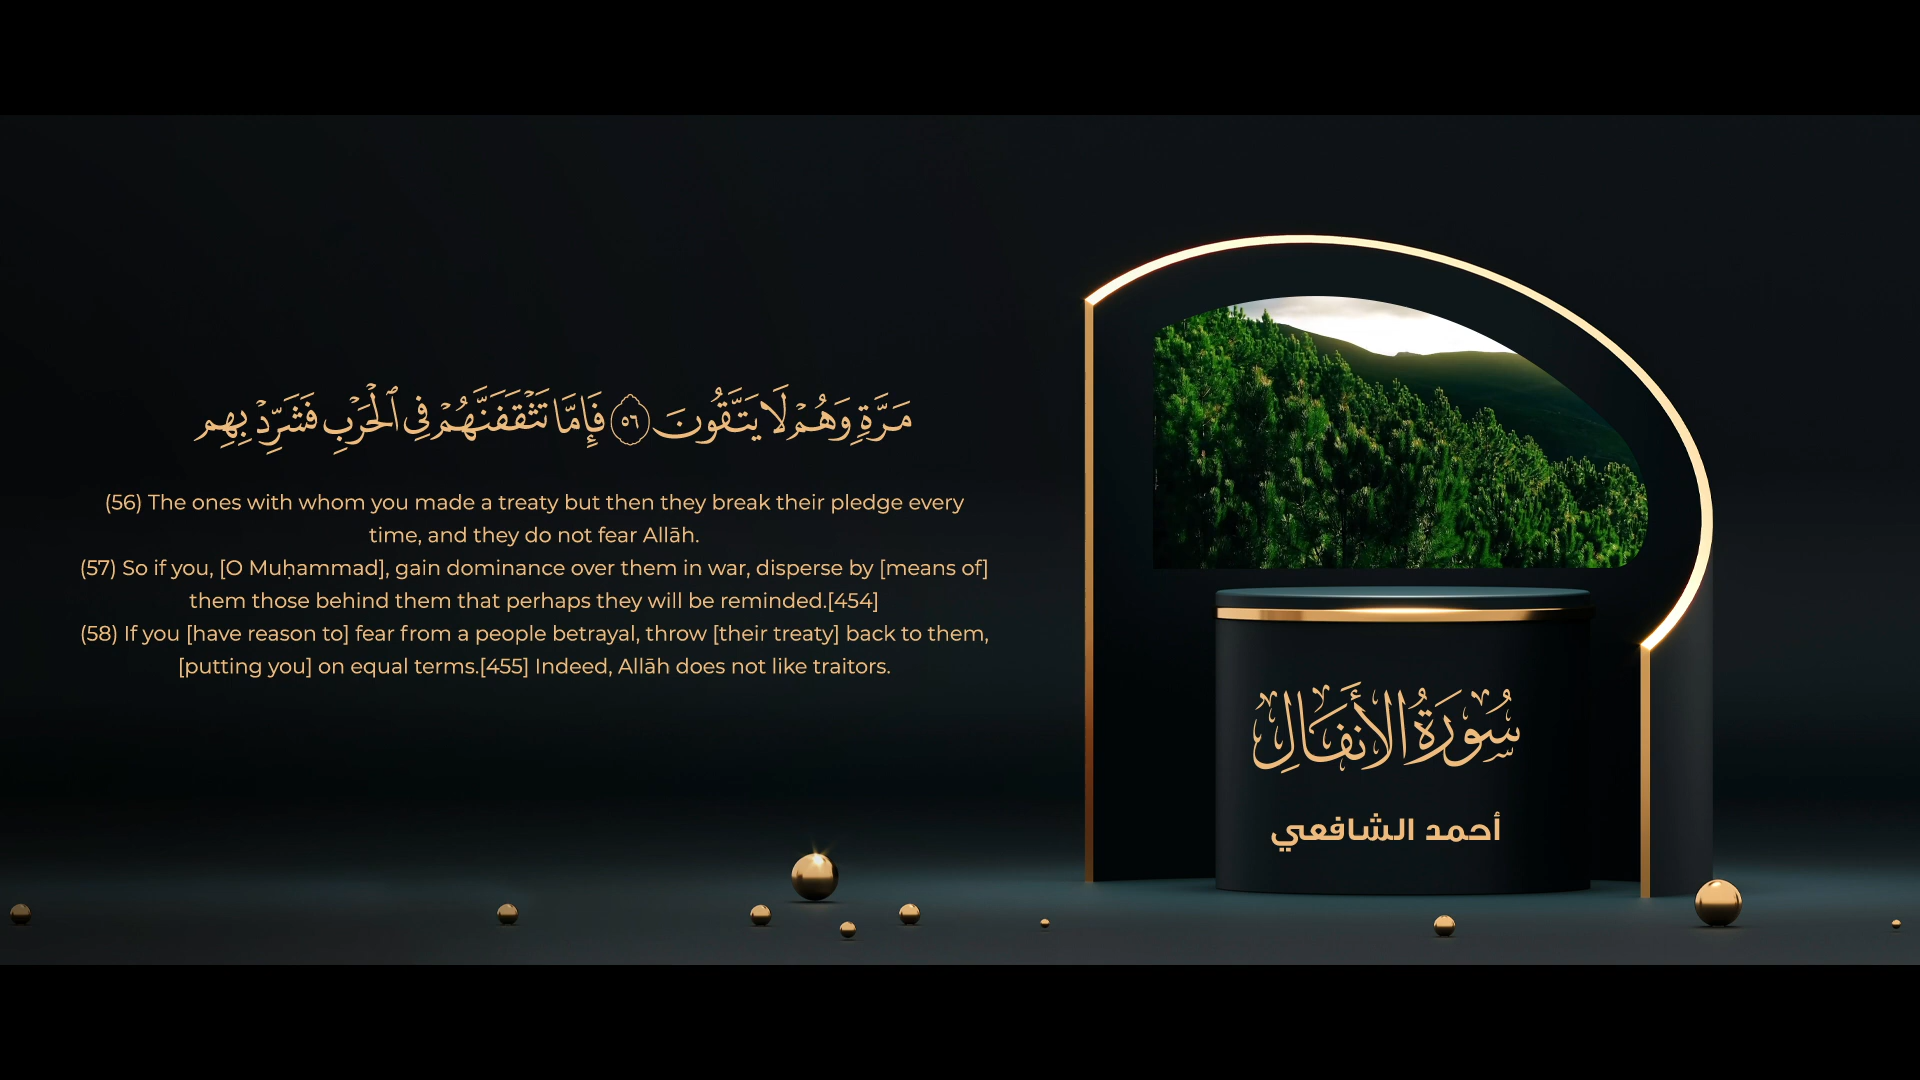 مَرَّةٍ وَهُمْ لَا يَتَّقُونَ ٥٦ فَإِمَّا تَثْقَفَنَّهُمْ فِى ٱلْحَرْبِ فَشَرِّدْ بِهِم
(56) The ones with whom you made a treaty but then they break their pledge every
time, and they do not fear Allāh.
(57) So if you, [O Muḥammad], gain dominance over them in war, disperse by [means of]
them those behind them that perhaps they will be reminded.[454]
(58) If you [have reason to] fear from a people betrayal, throw [their treaty] back to them,
[putting you] on equal terms.[455] Indeed, Allāh does not like traitors.
سُورَةُ الأَنفَالِ
أحمد الشافعي